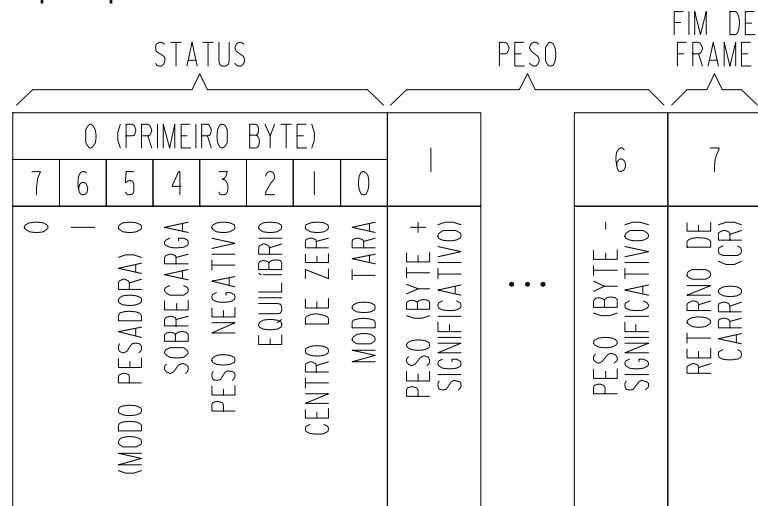 STATUS
PESO
FIM DE
FRAME
0 (PRIMEIRO BYTE)
7 6 5 4 3 2 1 0
1
...
6
7
0
1
(MODO PESADORA) 0
SOBRECARGA
PESO NEGATIVO
EQUILÍBRIO
CENTRO DE ZERO
MODO TARA
PESO (BYTE +
SIGNIFICATIVO)
PESO (BYTE -
SIGNIFICATIVO)
RETORNO DE
CARRO (CR)